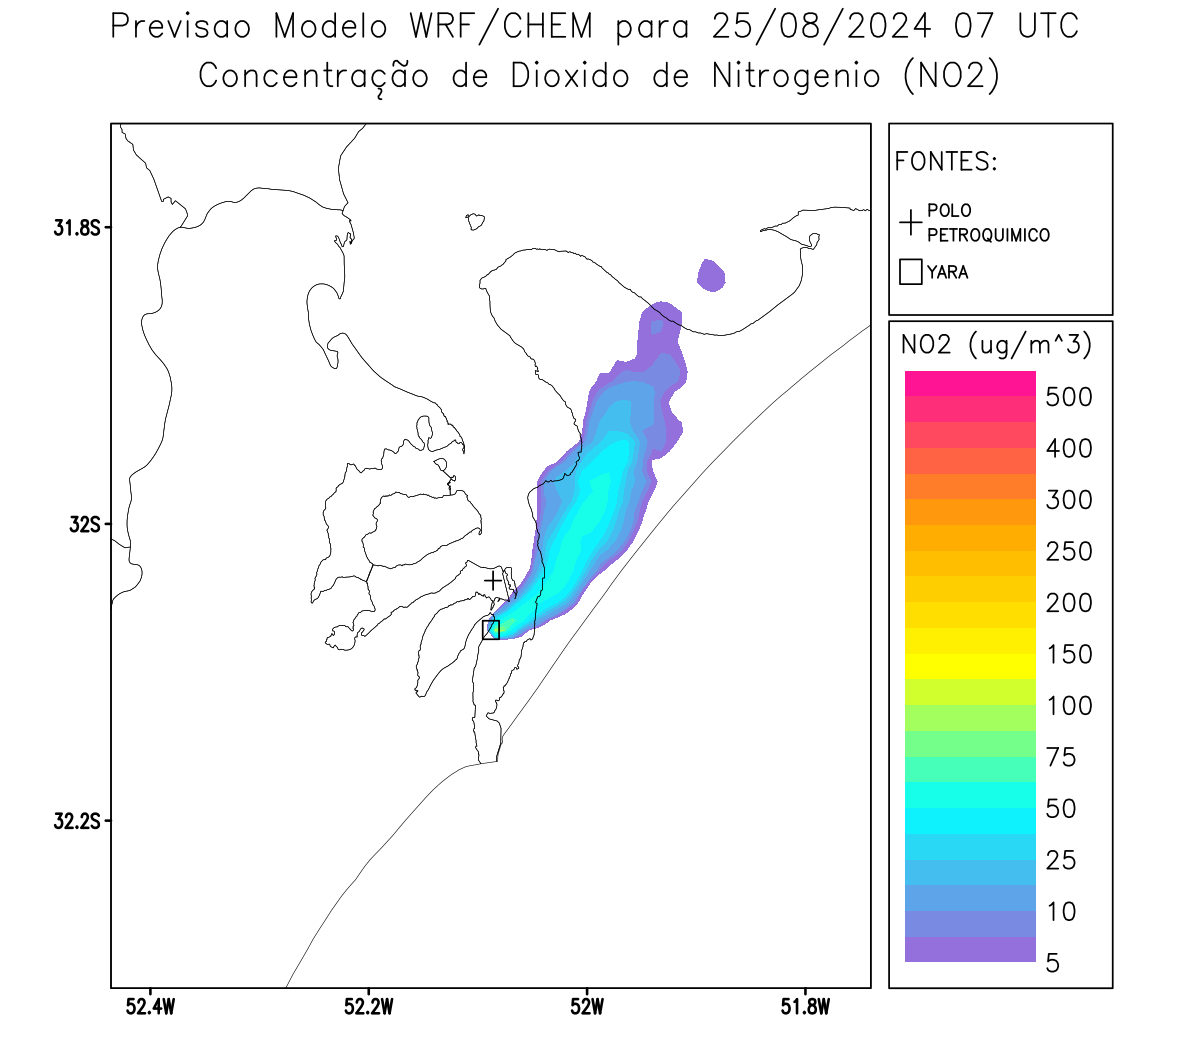 Previsao Modelo WRF/CHEM para 25/08/2024 07 UTC
Concentração de Dioxido de Nitrogenio (NO2)
FONTES:
POLO
PETROQUIMICO
YARA
NO2 (ug/m^3)
500
400
300
250
200
150
100
75
50
25
10
5
31.8S
32S
32.2S
52.4W
52.2W
52W
51.8W